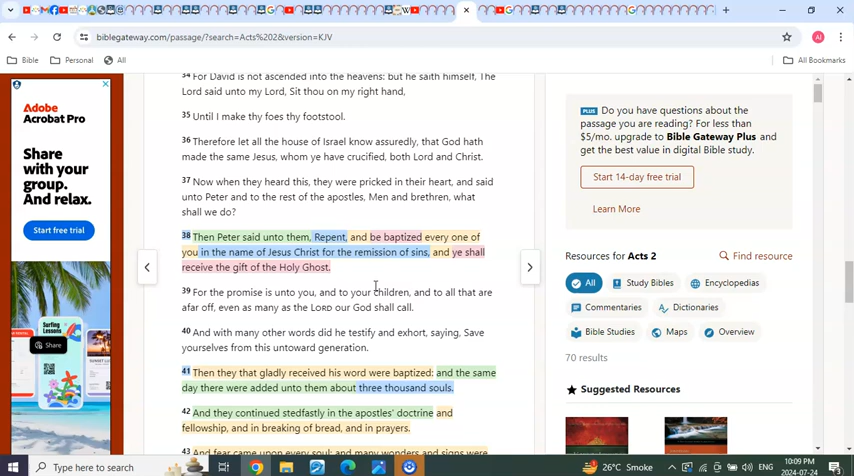 biblegateway.com/passage/?search=Acts%202&version=KJV
AI
Bible
Personal
All
All Bookmarks
Adobe
Acrobat Pro
Share
with your
group.
And relax.
Start free trial
Surfing
Lessons
Share
34 For David is not ascended into the heavens: but he saith himself, The
Lord said unto my Lord, Sit thou on my right hand,
35 Until I make thy foes thy footstool.
36 Therefore let all the house of Israel know assuredly, that God hath
made the same Jesus, whom ye have crucified, both Lord and Christ.
37 Now when they heard this, they were pricked in their heart, and said
unto Peter and to the rest of the apostles, Men and brethren, what
shall we do?
38 Then Peter said unto them, Repent, and be baptized every one of
you in the name of Jesus Christ for the remission of sins, and ye shall
receive the gift of the Holy Ghost.
39 For the promise is unto you, and to your children, and to all that are
afar off, even as many as the LORD our God shall call.
40 And with many other words did he testify and exhort, saying, Save
yourselves from this untoward generation.
41 Then they that gladly received his word were baptized: and the same
day there were added unto them about three thousand souls.
42 And they continued stedfastly in the apostles' doctrine and
fellowship, and in breaking of bread, and in prayers.
43 And fear came upon every soul: and many wonders and signs were
PLUS Do you have questions about the
passage you are reading? For less than
$5/mo. upgrade to Bible Gateway Plus and
get the best value in digital Bible study.
Start 14-day free trial
Learn More
Resources for Acts 2
Find resource
All
Study Bibles
Encyclopedias
Commentaries
Dictionaries
Bible Studies
Maps
Overview
70 results
Suggested Resources
Type here to search
26°C Smoke
ENG
10:09 PM
2024-07-24